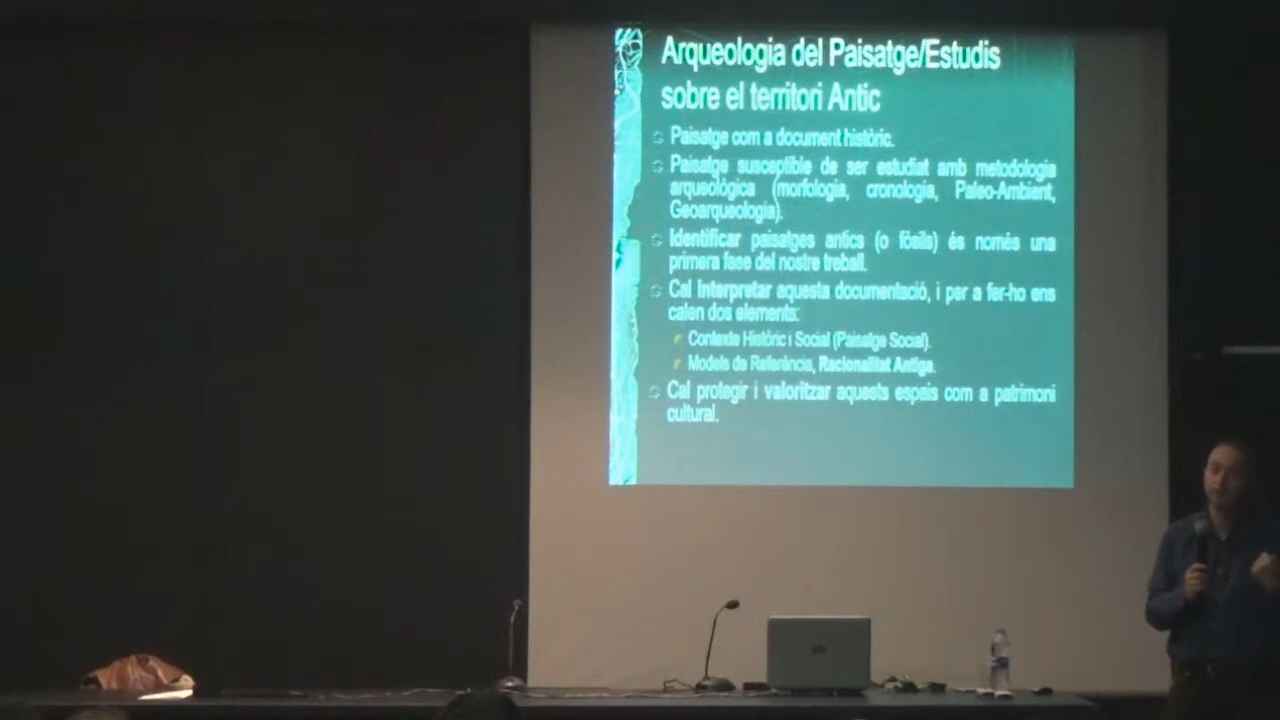 Arqueologia del Paisatge/Estudis
sobre el territori Antic
Paisatge com a document històric.
Paisatge susceptible de ser estudiat amb metodologia
arqueològica (morfologia, cronologia, Paleo-Ambient,
Geoarqueologia).
Identificar paisatges antics (o fòsils) és només una
primera fase del nostre treball.
Cal interpretar aquesta documentació, i per a fer-ho ens
calen dos elements:
Contexte Històric i Social (Paisatge Social).
Models de Referència, Racionalitat Antiga.
Cal protegir i valoritzar aquests espais com a patrimoni
cultural.